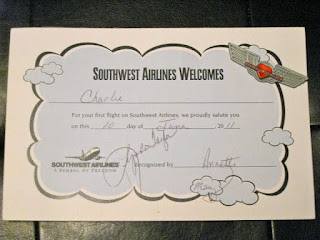 SOUTHWEST AIRLINES WELCOMES
Charlie
For your first flight on Southwest Airlines, we proudly salute you
on this 10 day of June , 2011
SOUTHWEST AIRLINES
A SYMBOL OF FREEDOM
recognized by Annette